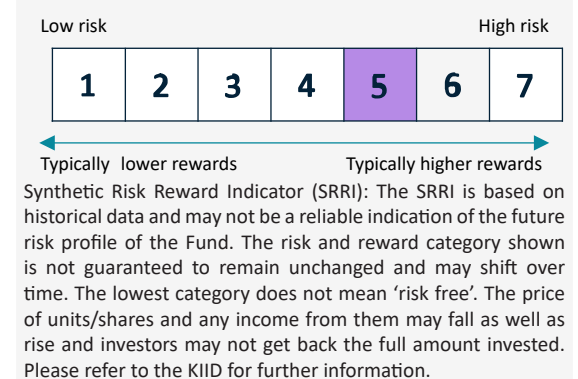 Low risk High risk
1 2 3 4 5 6 7
Typically lower rewards Typically higher rewards
Synthetic Risk Reward Indicator (SRRI): The SRRI is based on
historical data and may not be a reliable indication of the future
risk profile of the Fund. The risk and reward category shown
is not guaranteed to remain unchanged and may shift over
time. The lowest category does not mean ‘risk free’. The price
of units/shares and any income from them may fall as well as
rise and investors may not get back the full amount invested.
Please refer to the KIID for further information.